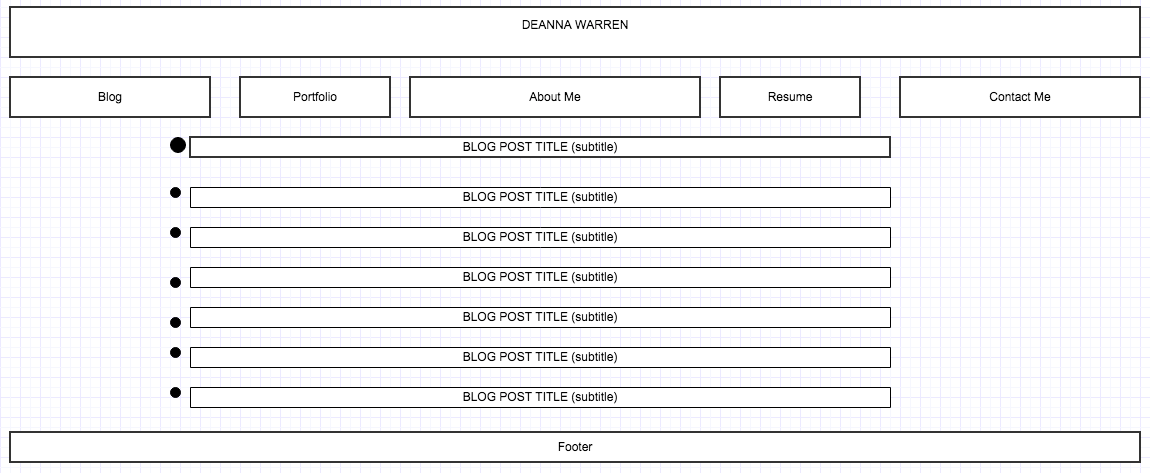 DEANNA WARREN
Blog
Portfolio
About Me
Resume
Contact Me
BLOG POST TITLE (subtitle)
BLOG POST TITLE (subtitle)
BLOG POST TITLE (subtitle)
BLOG POST TITLE (subtitle)
BLOG POST TITLE (subtitle)
BLOG POST TITLE (subtitle)
BLOG POST TITLE (subtitle)
Footer